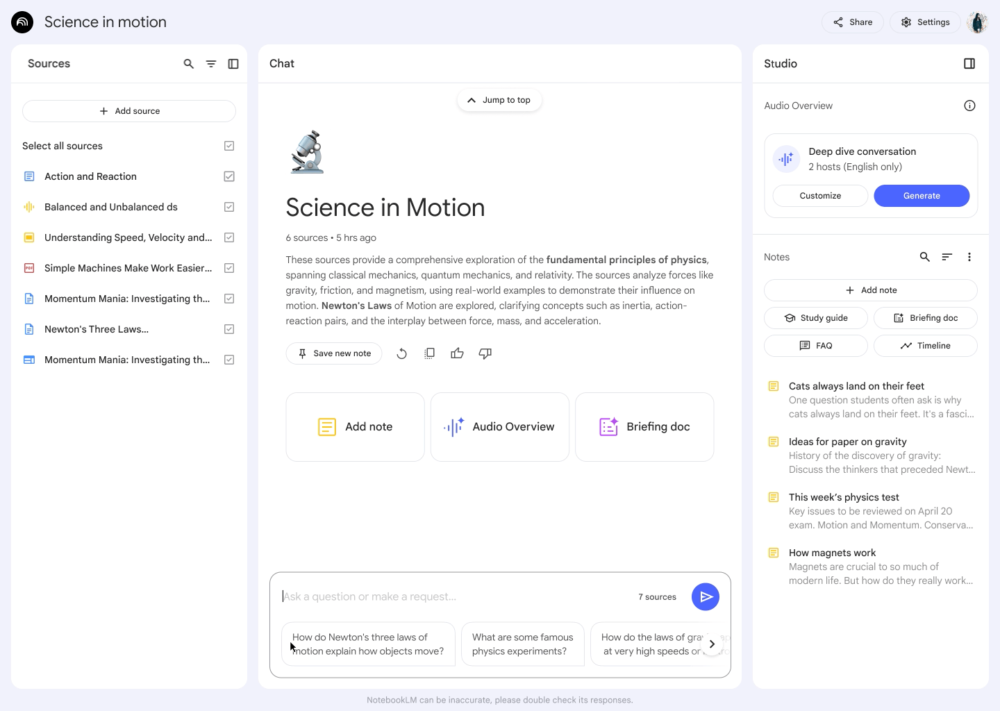 Science in motion
Share
Settings
Sources
Add source
Select all sources
Action and Reaction
Balanced and Unbalanced ds
Understanding Speed, Velocity and...
PDF
Simple Machines Make Work Easier...
Momentum Mania: Investigating th...
Newton's Three Laws...
Momentum Mania: Investigating th...
Chat
Jump to top
Science in Motion
6 sources • 5 hrs ago
These sources provide a comprehensive exploration of the fundamental principles of physics,
spanning classical mechanics, quantum mechanics, and relativity. The sources analyze forces like
gravity, friction, and magnetism, using real-world examples to demonstrate their influence on
motion. Newton's Laws of Motion are explored, clarifying concepts such as inertia, action-
reaction pairs, and the interplay between force, mass, and acceleration.
Save new note
Add note
Audio Overview
Briefing doc
Ask a question or make a request...
7 sources
How do Newton's three laws of
motion explain how objects move?
What are some famous
physics experiments?
How do the laws of
at very high speeds or
Studio
Audio Overview
Deep dive conversation
2 hosts (English only)
Customize
Generate
Notes
Add note
Study guide
Briefing doc
FAQ
Timeline
Cats always land on their feet
One question students often ask is why
cats always land on their feet. It's a fasci...
Ideas for paper on gravity
History of the discovery of gravity:
Discuss the thinkers that preceded Newt...
This week’s physics test
Key issues to be reviewed on April 20
exam. Motion and Momentum. Conserva...
How magnets work
Magnets are crucial to so much of
modern life. But how do they really work...
NotebookLM can be inaccurate, please double check its responses.